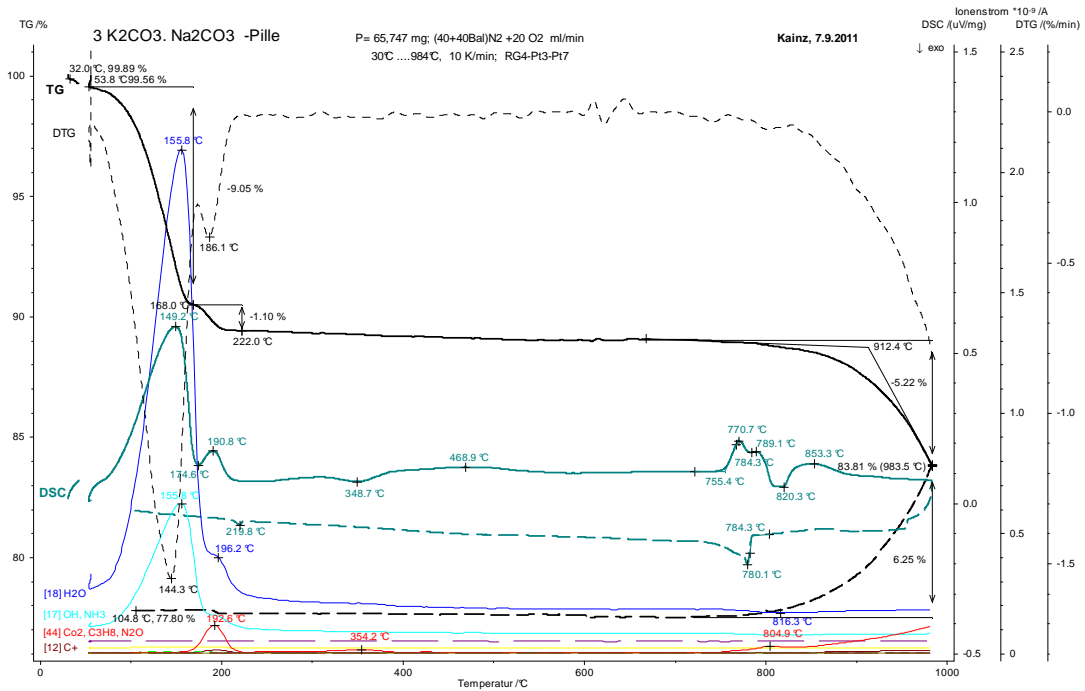 Ionenstrom *10-9 /A
TG /%
DSC /(uV/mg)
DTG /(%/min)
3 K2CO3. Na2CO3 -Pille
P= 65,747 mg; (40+40Bal)N2 +20 O2 ml/min
Kainz, 7.9.2011
30℃ ....984℃, 10 K/min; RG4-Pt3-Pt7
↓ exo
1.5
2.5
32.0 ℃, 99.89 %
100
53.8 ℃ 99.56 %
TG
0.0
DTG
155.8 ℃
2.0
-9.05 %
95
1.0
186.1 ℃
-0.5
168.0 ℃
1.5
149.2 ℃
-1.10 %
90
222.0 ℃
912.4 ℃
0.5
-5.22 %
1.0
-1.0
770.7 ℃
190.8 ℃
789.1 ℃
85
468.9 ℃
784.3 ℃
853.3 ℃
83.81 % (983.5 ℃)
174.6 ℃
348.7 ℃
755.4 ℃
DSC
155.8 ℃
820.3 ℃
0.0
219.8 ℃
784.3 ℃
0.5
196.2 ℃
6.25 %
80
780.1 ℃
-1.5
144.3 ℃
[18] H2O
[17] OH, NH3
104.8 ℃, 77.80 %
192.6 ℃
816.3 ℃
[44] Co2, C3H8, N2O
354.2 ℃
804.9 ℃
[12] C+
-0.5
0
0
200
400
600
800
1000
Temperatur /℃